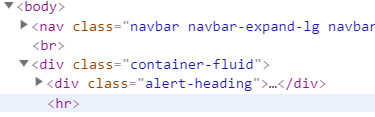 ▼<body>
▶<nav class="navbar navbar-expand-lg navbar
<br>
▼<div class="container-fluid">
▶<div class="alert-heading">…</div>
<hr>